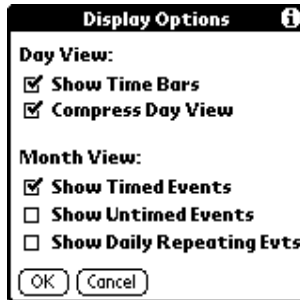 Display Options
Day View:
Show Time Bars
Compress Day View
Month View:
Show Timed Events
Show Untimed Events
Show Daily Repeating Evts
OK Cancel